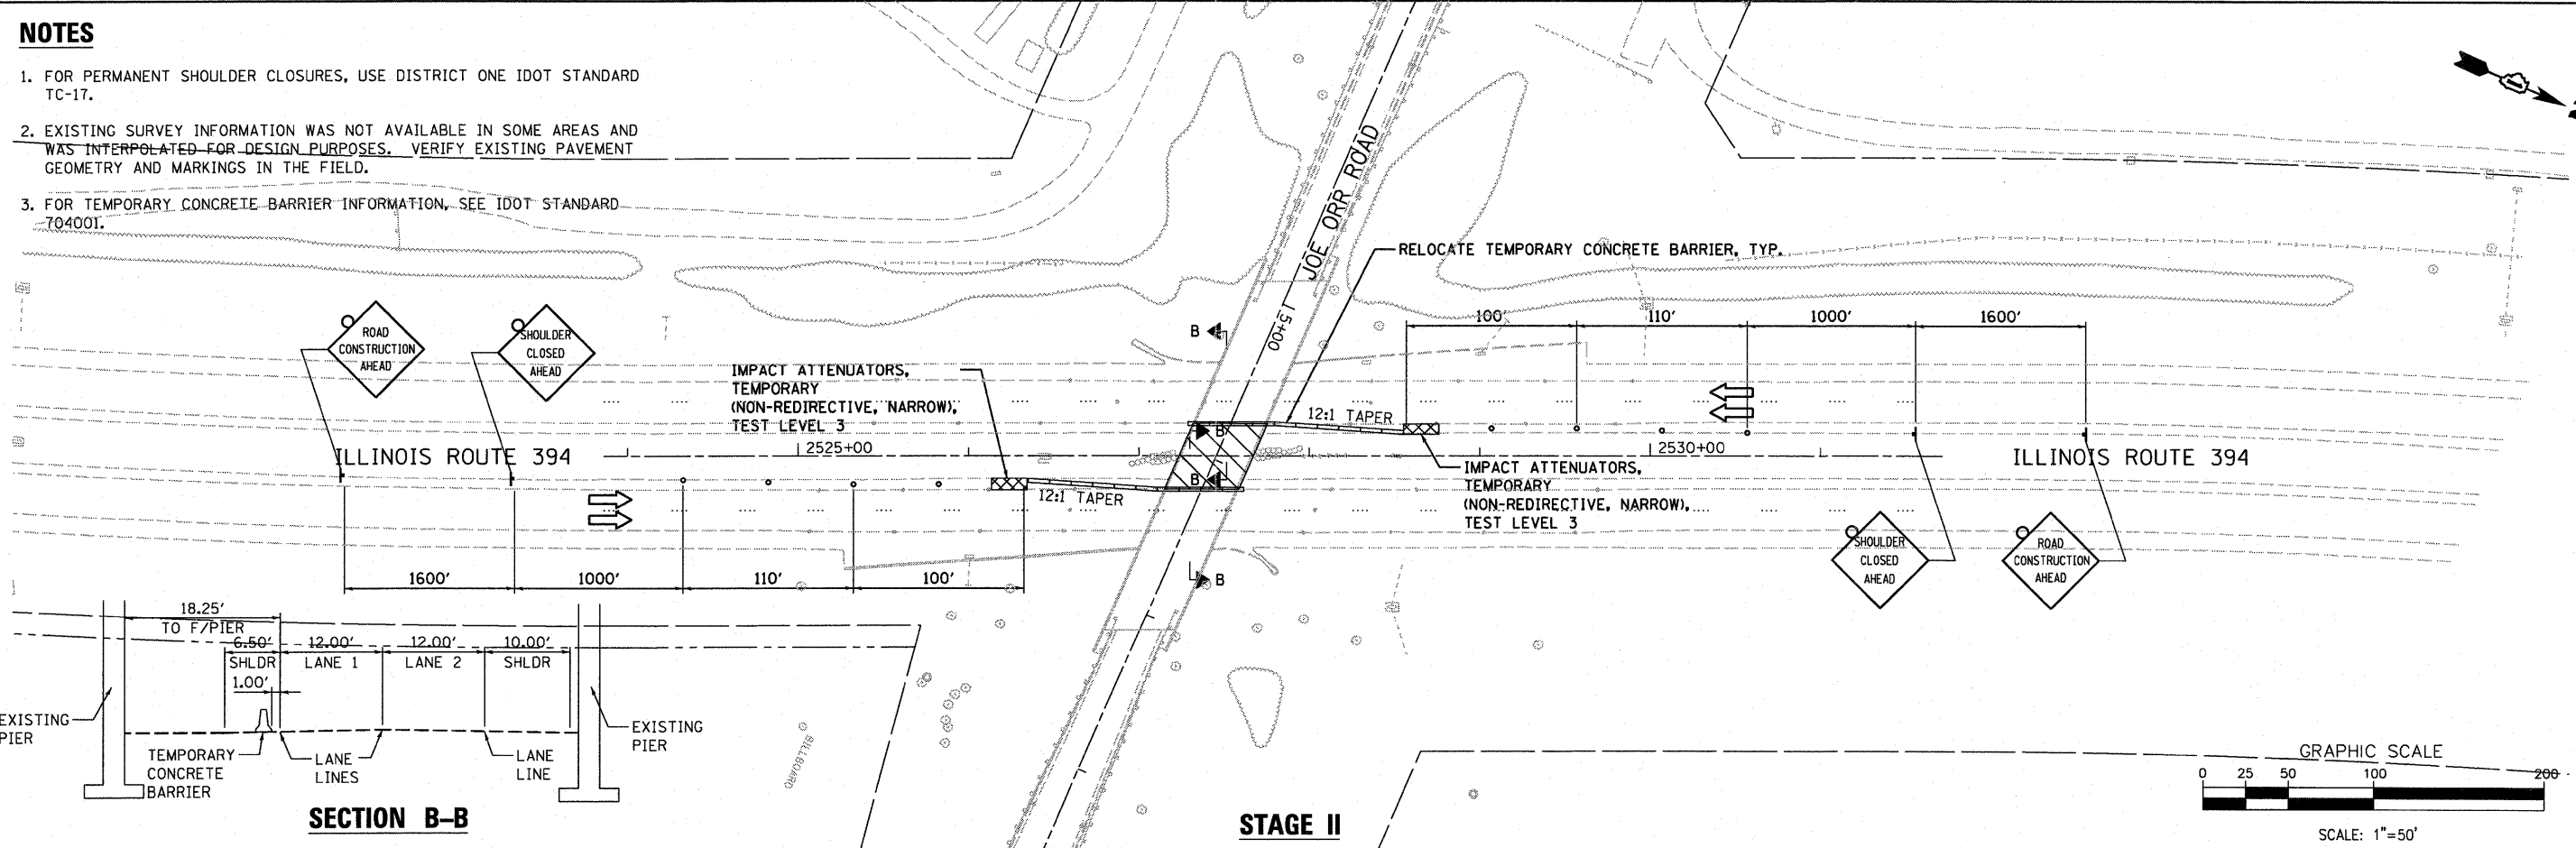 NOTES
1. FOR PERMANENT SHOULDER CLOSURES, USE DISTRICT ONE IDOT STANDARD
TC-17.
2. EXISTING SURVEY INFORMATION WAS NOT AVAILABLE IN SOME AREAS AND
WAS INTERPOLATED FOR DESIGN PURPOSES. VERIFY EXISTING PAVEMENT
GEOMETRY AND MARKINGS IN THE FIELD.
3. FOR TEMPORARY CONCRETE BARRIER INFORMATION, SEE IDOT STANDARD
704001.
JOE ORR ROAD
15+00
RELOCATE TEMPORARY CONCRETE BARRIER, TYP.
ROAD
CONSTRUCTION
AHEAD
SHOULDER
CLOSED
AHEAD
IMPACT ATTENUATORS,
TEMPORARY
(NON-REDIRECTIVE, NARROW),
TEST LEVEL 3
B
B
100'
110'
1000'
1600'
12:1 TAPER
ILLINOIS ROUTE 394
2525+00
2530+00
ILLINOIS ROUTE 394
12:1 TAPER
B
B
IMPACT ATTENUATORS,
TEMPORARY
(NON-REDIRECTIVE, NARROW),
TEST LEVEL 3
SHOULDER
CLOSED
AHEAD
ROAD
CONSTRUCTION
AHEAD
1600'
1000'
110'
100'
18.25'
TO F/PIER
6.50'
SHLDR
12.00'
LANE 1
12.00'
LANE 2
10.00'
SHLDR
1.00'
EXISTING
PIER
EXISTING
PIER
TEMPORARY
CONCRETE
BARRIER
LANE
LINES
LANE
LINE
SECTION B-B
BILLBOARD
STAGE II
GRAPHIC SCALE
0 25 50 100 200
SCALE: 1"=50'